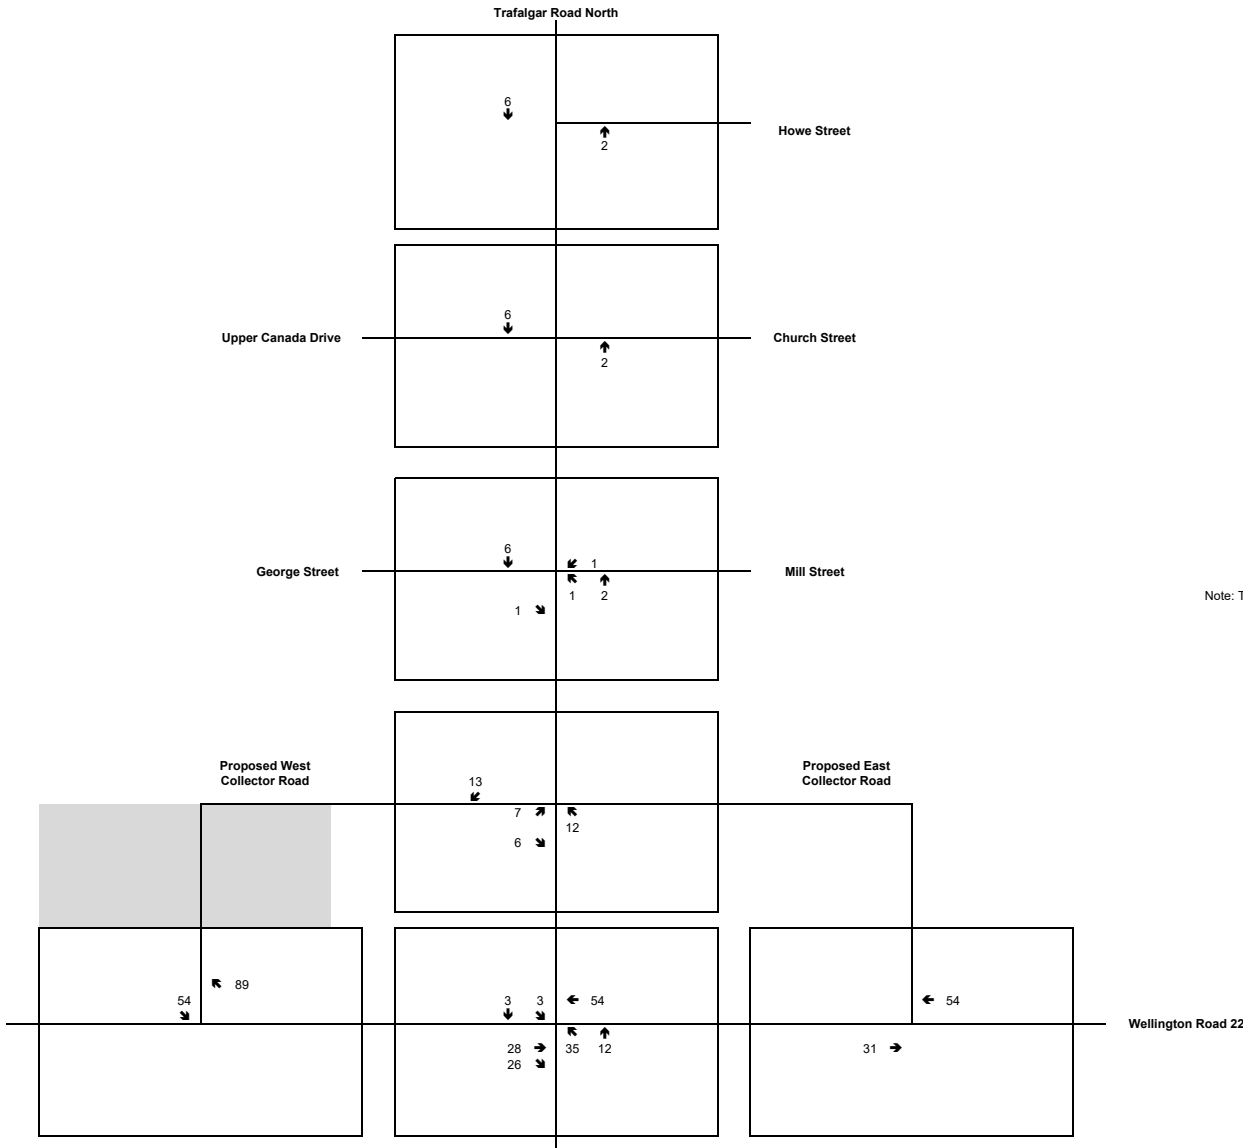 Trafalgar Road North
6
Howe Street
2
6
Upper Canada Drive
Church Street
2
6
1
George Street
Mill Street
1 2
Note: T
1
Proposed West
Collector Road
Proposed East
Collector Road
13
7
12
6
89
54
3 3 54
54
Wellington Road 22
28 35 12
31
26